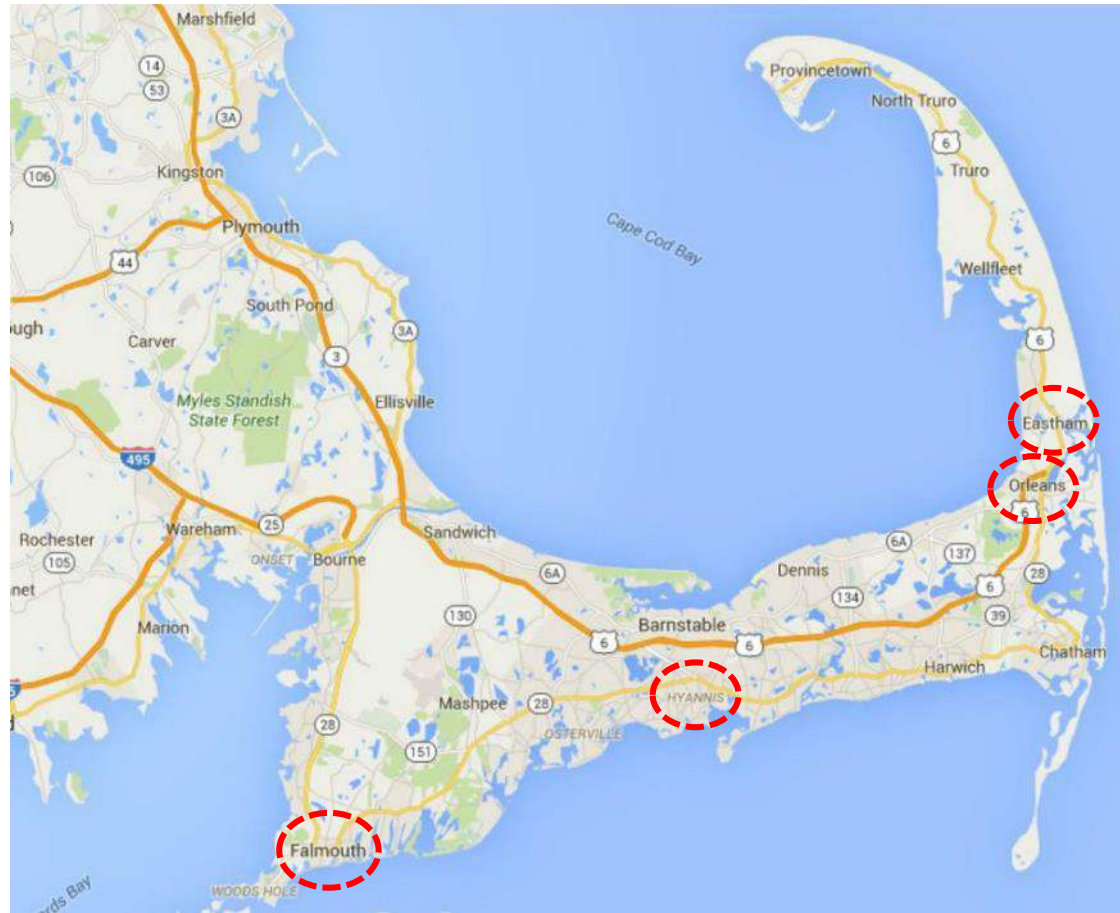 Marshfield
14
53
3A
Provincetown
North Truro
6
Truro
Kingston
106
Plymouth
Cape Cod Bay
44
Wellfleet
South Pond
ugh
3A
6
Carver
3
Myles Standish
State Forest
Ellisville
Eastham
495
Orleans
6
Wareham
25
Sandwich
6A
137
Rochester
ONSET
Bourne
105
6A
Dennis
28
net
134
6
130
39
Marion
Barnstable
6
6
Chatham
Harwich
5
Mashpee
28
HYANNIS
d
28
OSTERVILLE
151
Falmouth
WOODS HOLE
rds Bay